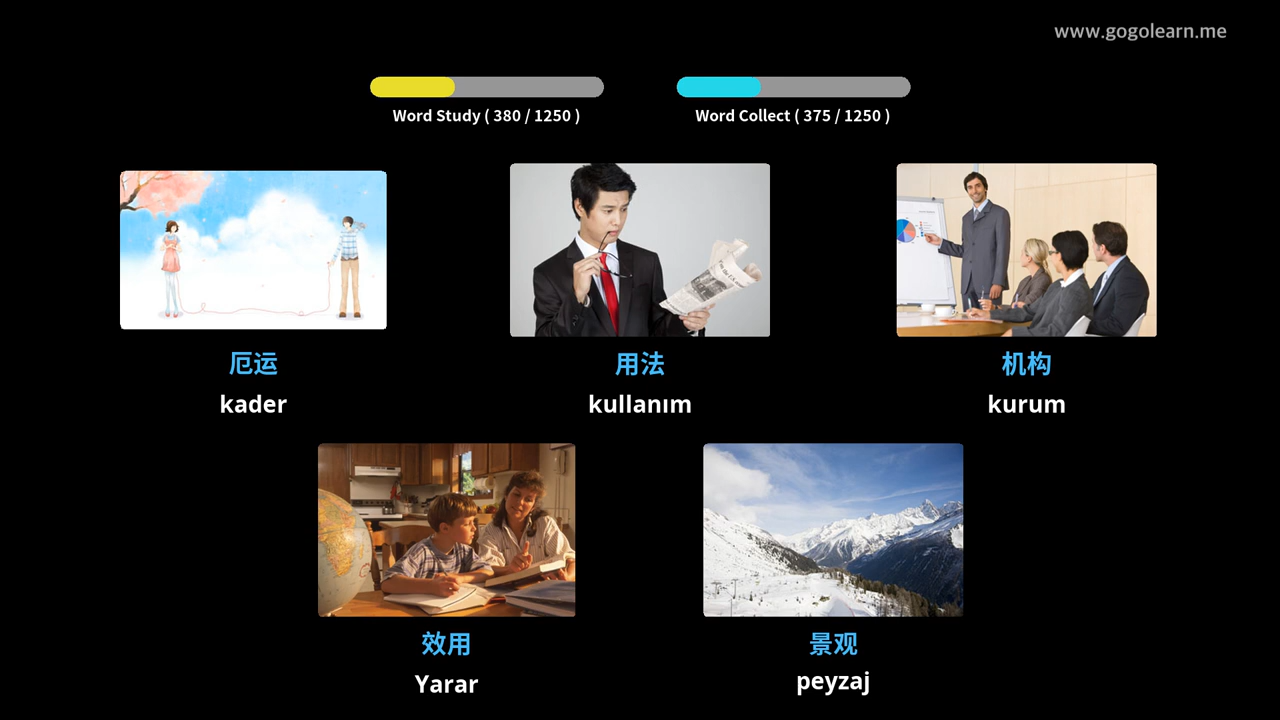 www.gogolearn.me
Word Study ( 380 / 1250 )
Word Collect ( 375 / 1250 )
厄运
kader
用法
kullanım
机构
kurum
效用
Yarar
景观
peyzaj